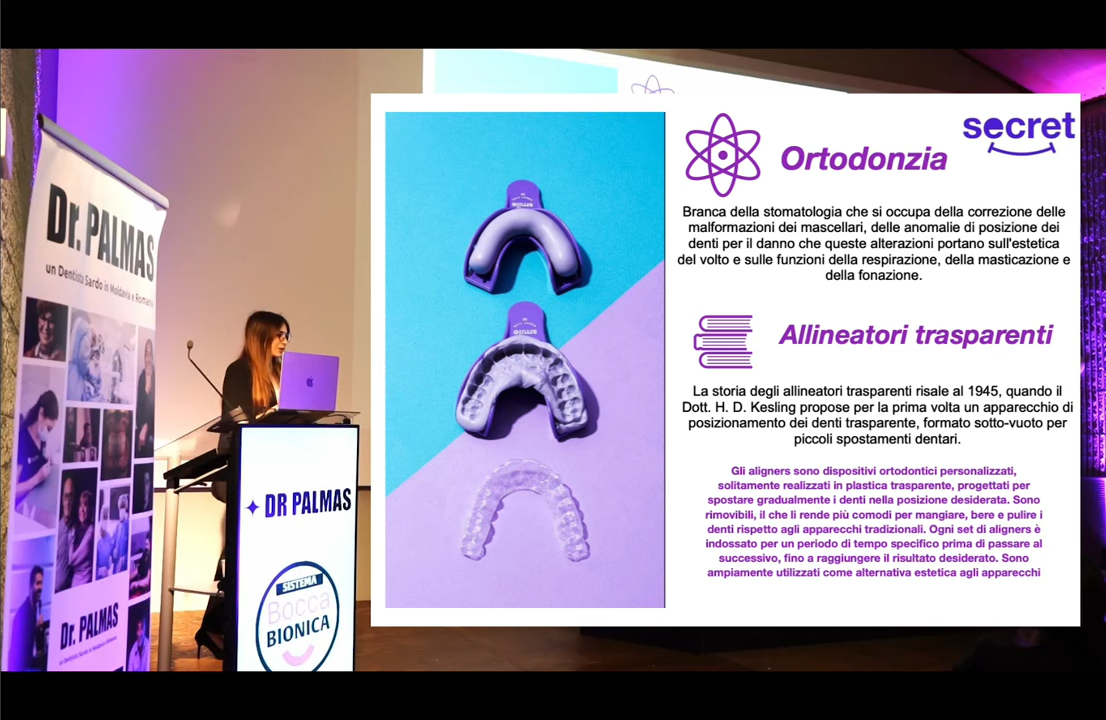 Dr. PALMAS
un Dentista Sardo in Moldavia e Romania
Dr. PALMAS
DR PALMAS
SISTEMA
Bocca
BIONICA
smile
smile
secret
Ortodonzia
Branca della stomatologia che si occupa della correzione delle
malformazioni dei mascellari, delle anomalie di posizione dei
denti per il danno che queste alterazioni portano sull'estetica
del volto e sulle funzioni della respirazione, della masticazione e
della fonazione.
Allineatori trasparenti
La storia degli allineatori trasparenti risale al 1945, quando il
Dott. H. D. Kesling propose per la prima volta un apparecchio di
posizionamento dei denti trasparente, formato sotto-vuoto per
piccoli spostamenti dentari.
Gli aligners sono dispositivi ortodontici personalizzati,
solitamente realizzati in plastica trasparente, progettati per
spostare gradualmente i denti nella posizione desiderata. Sono
rimovibili, il che li rende più comodi per mangiare, bere e pulire i
denti rispetto agli apparecchi tradizionali. Ogni set di aligners è
indossato per un periodo di tempo specifico prima di passare al
successivo, fino a raggiungere il risultato desiderato. Sono
ampiamente utilizzati come alternativa estetica agli apparecchi